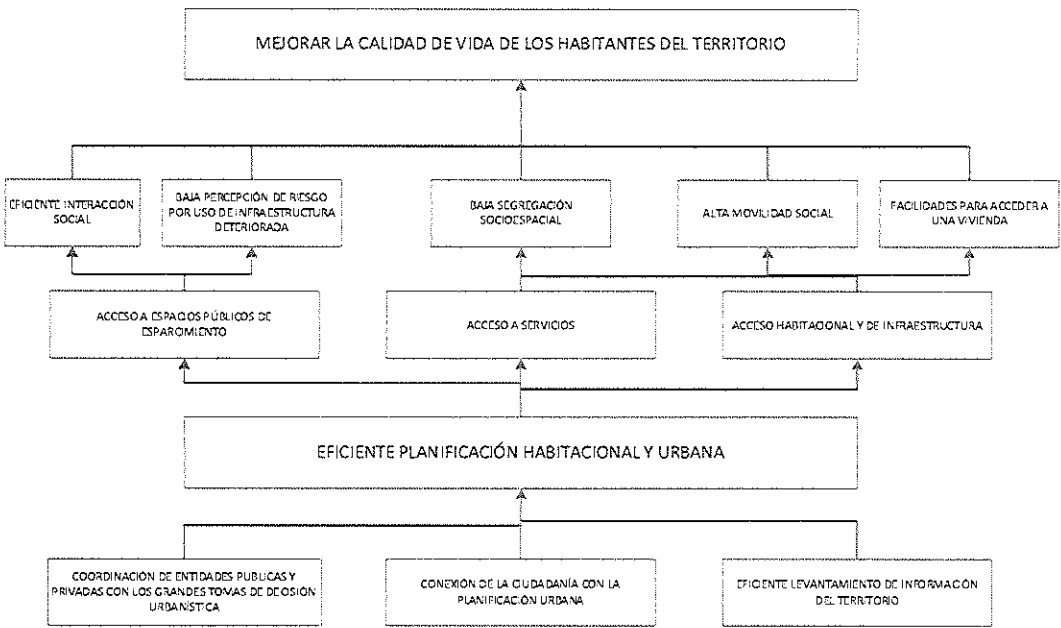 MEJORAR LA CALIDAD DE VIDA DE LOS HABITANTES DEL TERRITORIO
EFICIENTE INTERACCIÓN
SOCIAL
BAJA PERCEPCIÓN DE RIESGO
POR USO DE INFRAESTRUCTURA
DETERIORADA
BAJA SEGREGACIÓN
SOCIOESPACIAL
ALTA MOVILIDAD SOCIAL
FACILIDADES PARA ACCEDER A
UNA VIVIENDA
ACCESO A ESPACIOS PÚBLICOS DE
ESPARCIMIENTO
ACCESO A SERVICIOS
ACCESO HABITACIONAL Y DE INFRAESTRUCTURA
EFICIENTE PLANIFICACIÓN HABITACIONAL Y URBANA
COORDINACIÓN DE ENTIDADES PUBLICAS Y
PRIVADAS CON LOS GRANDES TOMAS DE DECISIÓN
URBANÍSTICA
CONEXIÓN DE LA CIUDADANÍA CON LA
PLANIFICACIÓN URBANA
EFICIENTE LEVANTAMIENTO DE INFORMACIÓN
DEL TERRITORIO